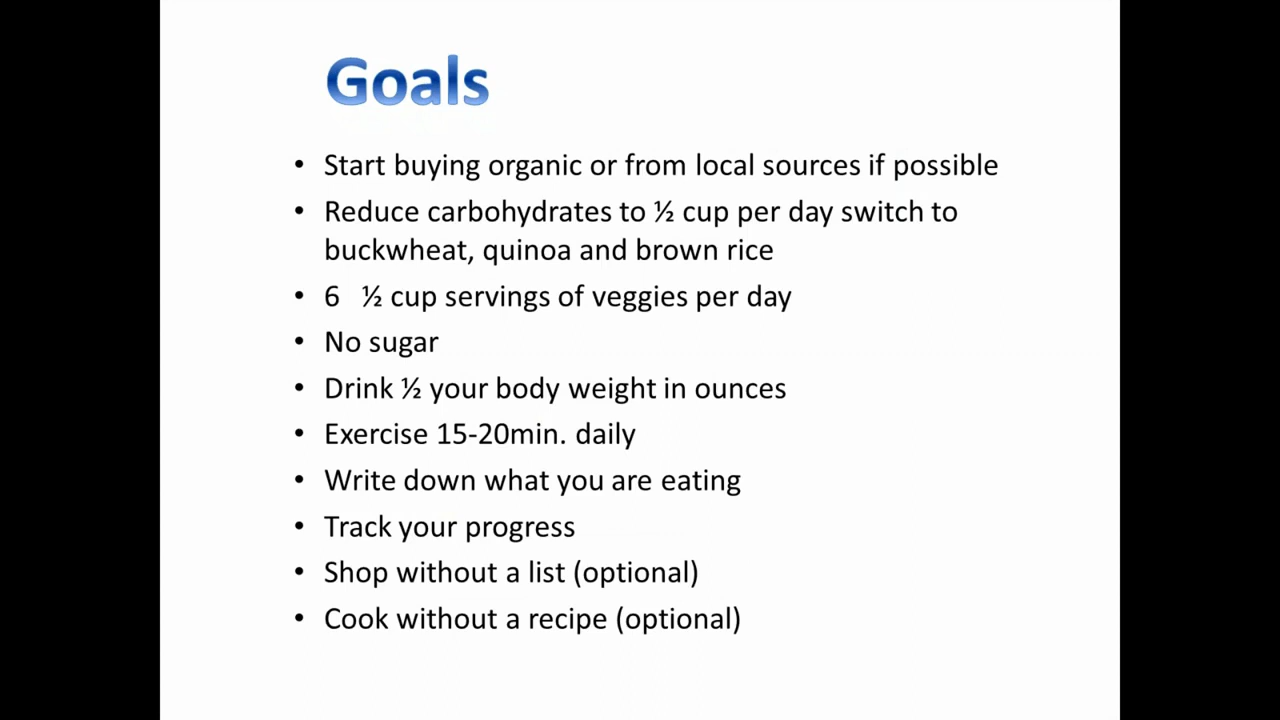 Goals
• Start buying organic or from local sources if possible
• Reduce carbohydrates to ½ cup per day switch to
buckwheat, quinoa and brown rice
• 6   ½ cup servings of veggies per day
• No sugar
• Drink ½ your body weight in ounces
• Exercise 15-20min. daily
• Write down what you are eating
• Track your progress
• Shop without a list (optional)
• Cook without a recipe (optional)